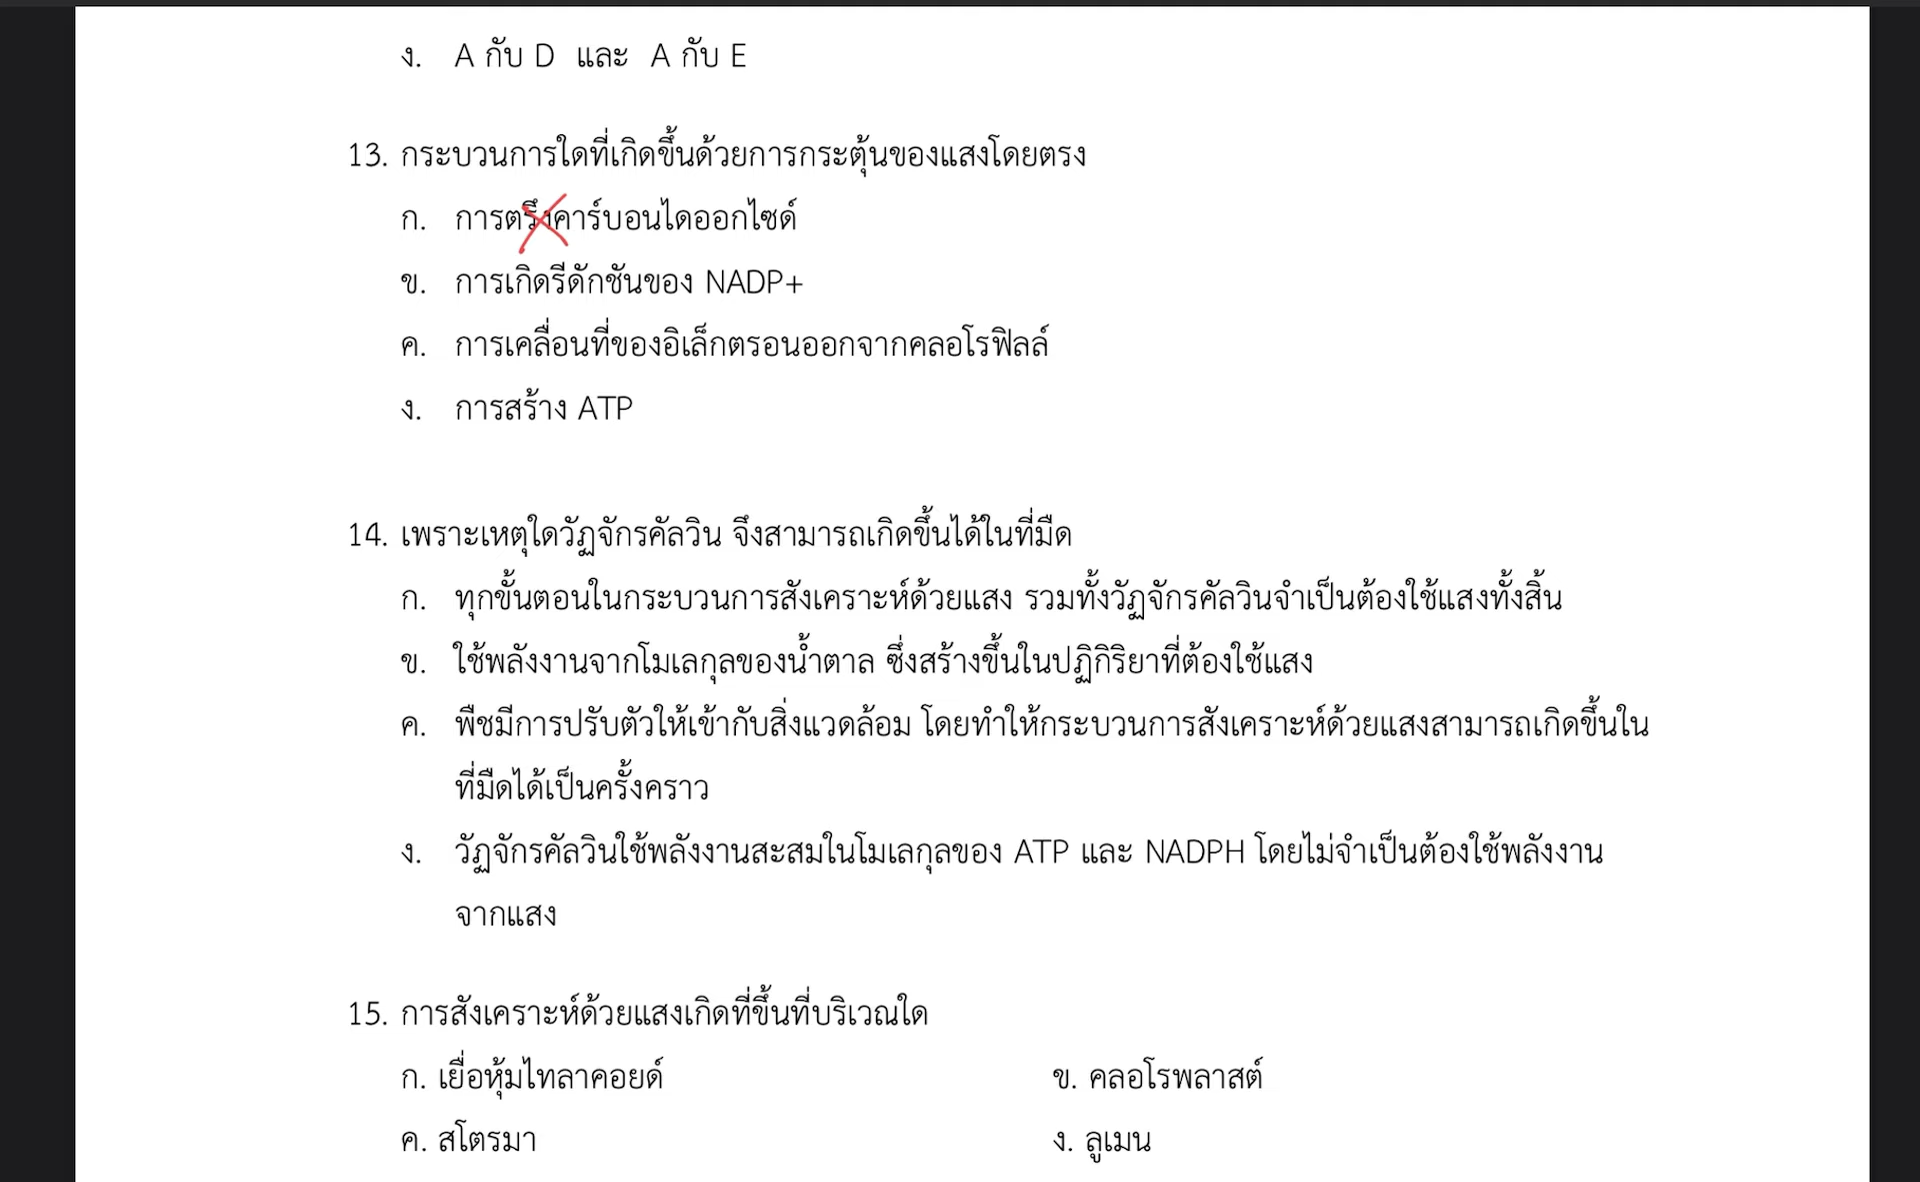 ง. A กับ D และ A กับ E
13. กระบวนการใดที่เกิดขึ้นด้วยการกระตุ้นของแสงโดยตรง
ก. การตรึงคาร์บอนไดออกไซด์
ข. การเกิดรีดักชันของ NADP+
ค. การเคลื่อนที่ของอิเล็กตรอนออกจากคลอโรฟิลล์
ง. การสร้าง ATP
14. เพราะเหตุใดวัฏจักรคัลวิน จึงสามารถเกิดขึ้นได้ในที่มืด
ก. ทุกขั้นตอนในกระบวนการสังเคราะห์ด้วยแสง รวมทั้งวัฏจักรคัลวินจำเป็นต้องใช้แสงทั้งสิ้น
ข. ใช้พลังงานจากโมเลกุลของน้ำตาล ซึ่งสร้างขึ้นในปฏิกิริยาที่ต้องใช้แสง
ค. พืชมีการปรับตัวให้เข้ากับสิ่งแวดล้อม โดยทำให้กระบวนการสังเคราะห์ด้วยแสงสามารถเกิดขึ้นใน
ที่มืดได้เป็นครั้งคราว
ง. วัฏจักรคัลวินใช้พลังงานสะสมในโมเลกุลของ ATP และ NADPH โดยไม่จำเป็นต้องใช้พลังงาน
จากแสง
15. การสังเคราะห์ด้วยแสงเกิดที่ขึ้นที่บริเวณใด
ก. เยื่อหุ้มไทลาคอยด์ ข. คลอโรพลาสต์
ค. สโตรมา ง. ลูเมน